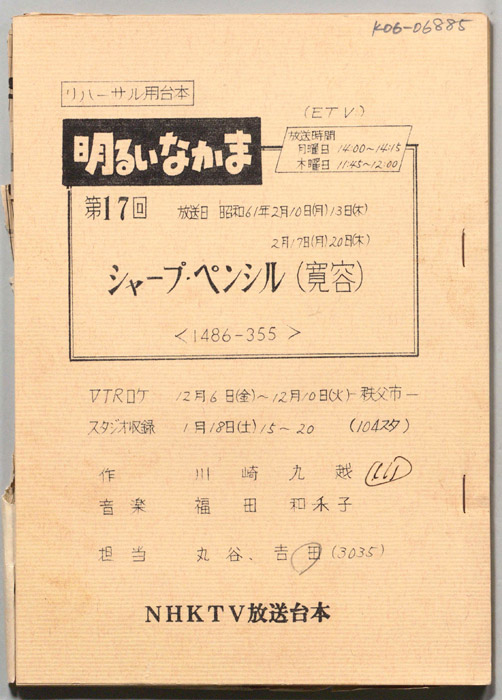 K06-06885
リハーサル用台本
(ETV)
明るいなかま
放送時間
月曜日 14:00~14:15
木曜日 11:45~12:00
第17回 放送日 昭和61年2月10日(月)13日(木)
2月17日(月)20日(木)
シャープ・ペンシル(寛容)
<1486-355>
VTRロケ 12月6日(金)~12月10日(火)-秩父市-
スタジオ収録 1月18日(土)15~20 (104スタ)
作 川崎九越
音楽 福田和禾子
担当 丸谷、吉田(3035)
NHKTV放送台本